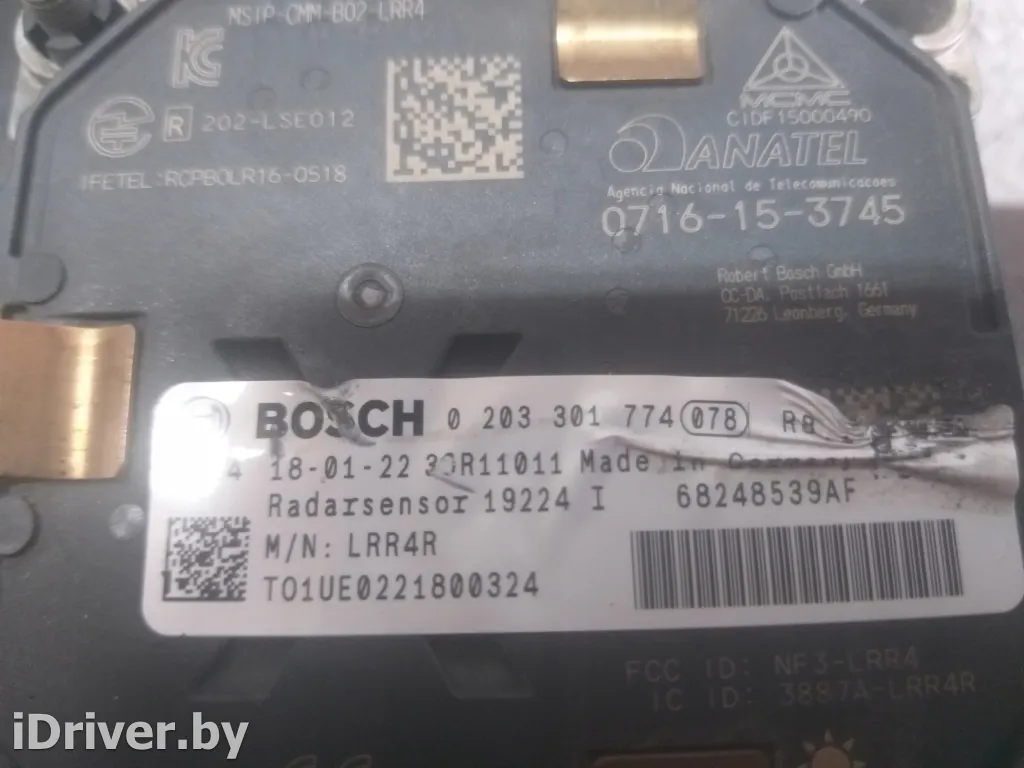 MSIP-CMM-B02-LRR4
R 202-LSE012
IFETEL:RCPBOLR16-0518
MCMC
CIDF15000490
ANATEL
Agencia Nacional de Telecomunicacoes
0716-15-3745
Robert Bosch GmbH
CC-DA, Postfach 1661
71226 Leonberg, Germany
BOSCH 0 203 301 774 078
4 18-01-22 R11011 Made in
Radarsensor 19224 I 68248539AF
M/N: LRR4R
T01UE0221800324
FCC ID: NF3-LRR4
IC ID: 3887A-LRR4R
iDriver.by